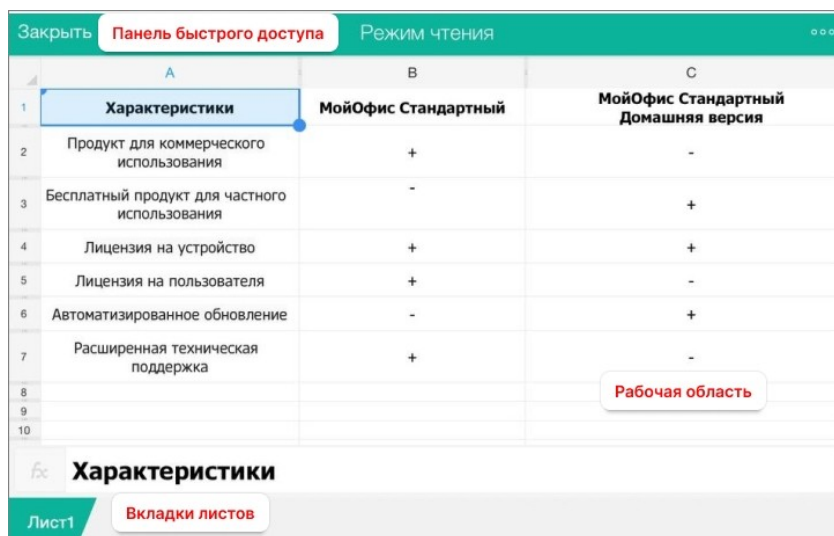 Закрыть Панель быстрого доступа Режим чтения
A B C
1 Характеристики МойОфис Стандартный МойОфис Стандартный
Домашняя версия
2 Продукт для коммерческого
использования + -
3 Бесплатный продукт для частного
использования - +
4 Лицензия на устройство + +
5 Лицензия на пользователя + -
6 Автоматизированное обновление - +
7 Расширенная техническая
поддержка + -
8 Рабочая область
9
10
fx Характеристики
Лист1 Вкладки листов